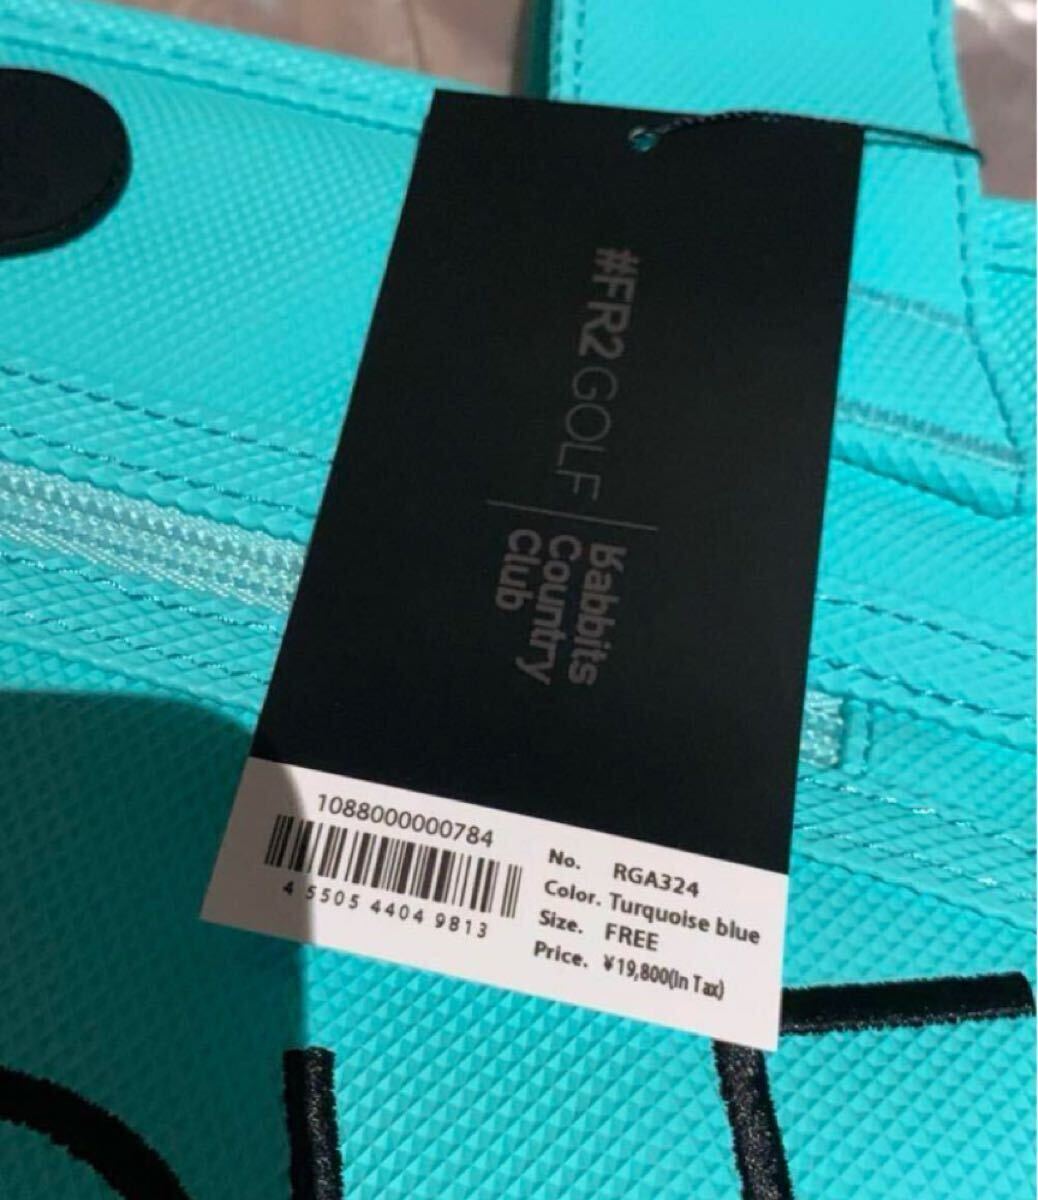 #FR2GOLF
Rabbits
Country
Club
1088000000784
4 5505 4404 9813
No. RGA324
Color. Turquoise blue
Size. FREE
Price. ¥19,800(In Tax)